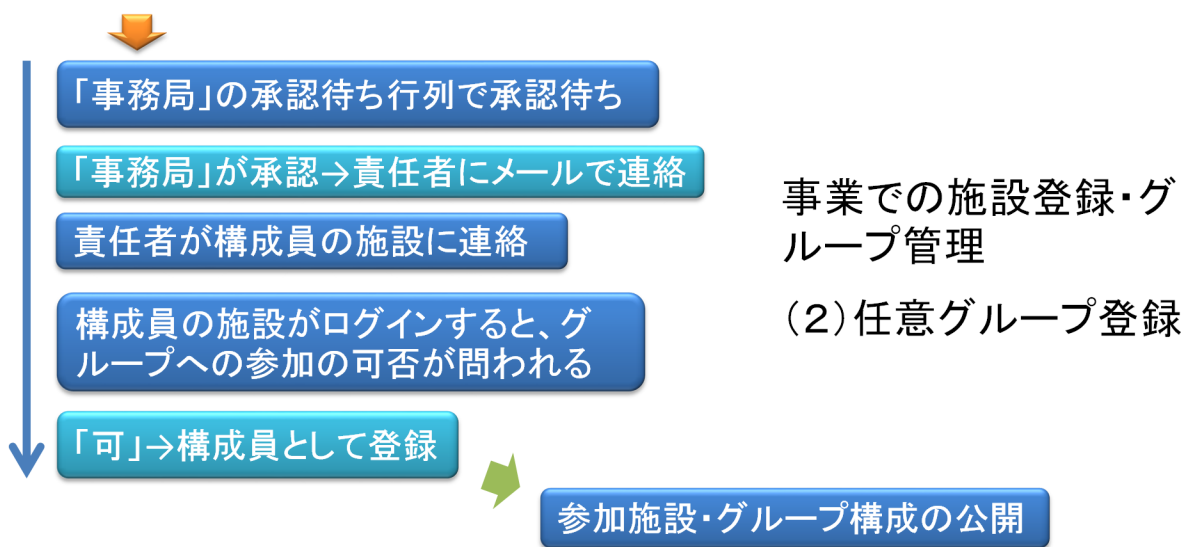 「事務局」の承認待ち行列で承認待ち
「事務局」が承認→責任者にメールで連絡
責任者が構成員の施設に連絡
構成員の施設がログインすると、グ
ループへの参加の可否が問われる
「可」→構成員として登録
参加施設・グループ構成の公開
事業での施設登録・グ
ループ管理
（２）任意グループ登録